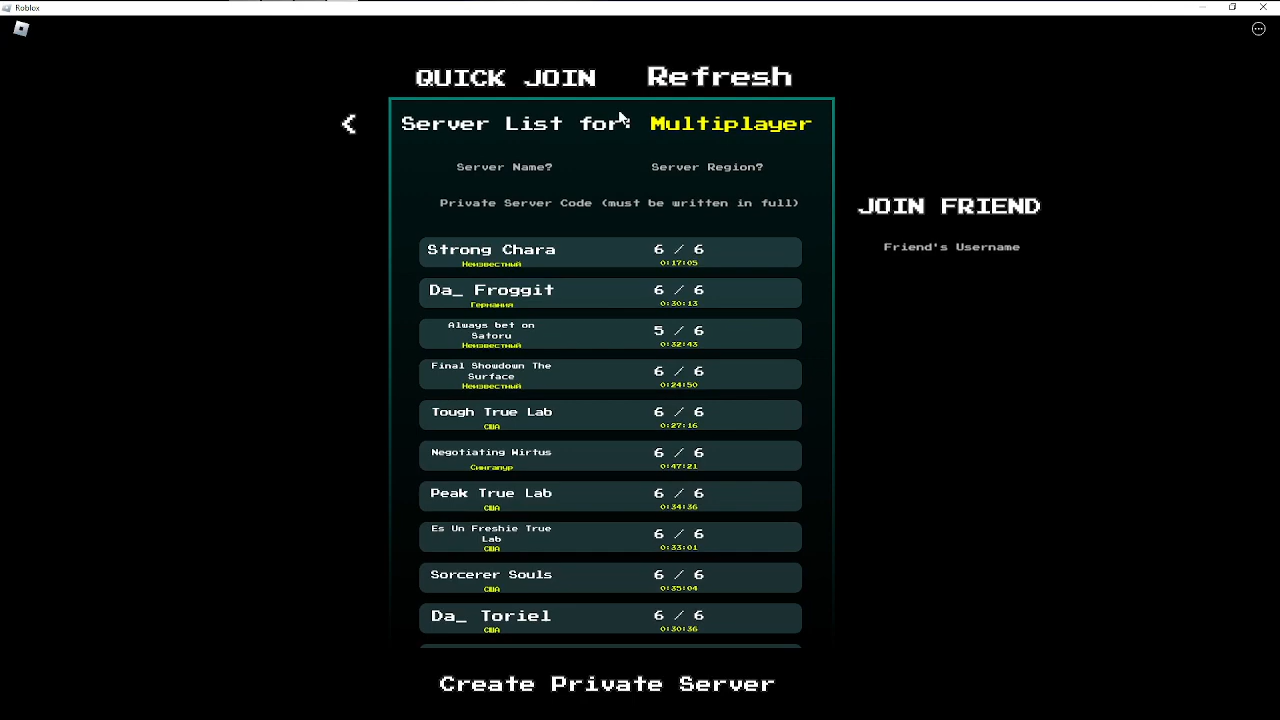 Roblox
QUICK JOIN Refresh
Server List for: Multiplayer
Server Name? Server Region?
Private Server Code (must be written in full)
JOIN FRIEND
Friend's Username
Strong Chara 6 / 6
Неизвестный 0:17:05
Da_ Froggit 6 / 6
Германия 0:30:13
Always bet on
Satoru
5 / 6
Неизвестный 0:32:43
Final Showdown The
Surface
6 / 6
Неизвестный 0:24:50
Tough True Lab 6 / 6
США 0:27:16
Negotiating Wirtus 6 / 6
Сингапур 0:47:21
Peak True Lab 6 / 6
США 0:34:36
Es Un Freshie True
Lab
6 / 6
США 0:33:01
Sorcerer Souls 6 / 6
США 0:35:04
Da_ Toriel 6 / 6
США 0:30:36
Create Private Server